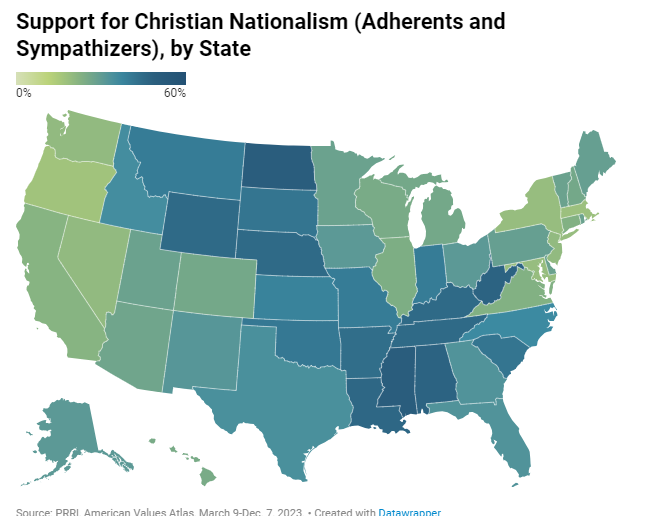 Support for Christian Nationalism (Adherents and
Sympathizers), by State
0% 60%
Source: PRRI, American Values Atlas, March 9-Dec. 7, 2023. • Created with Datawrapper